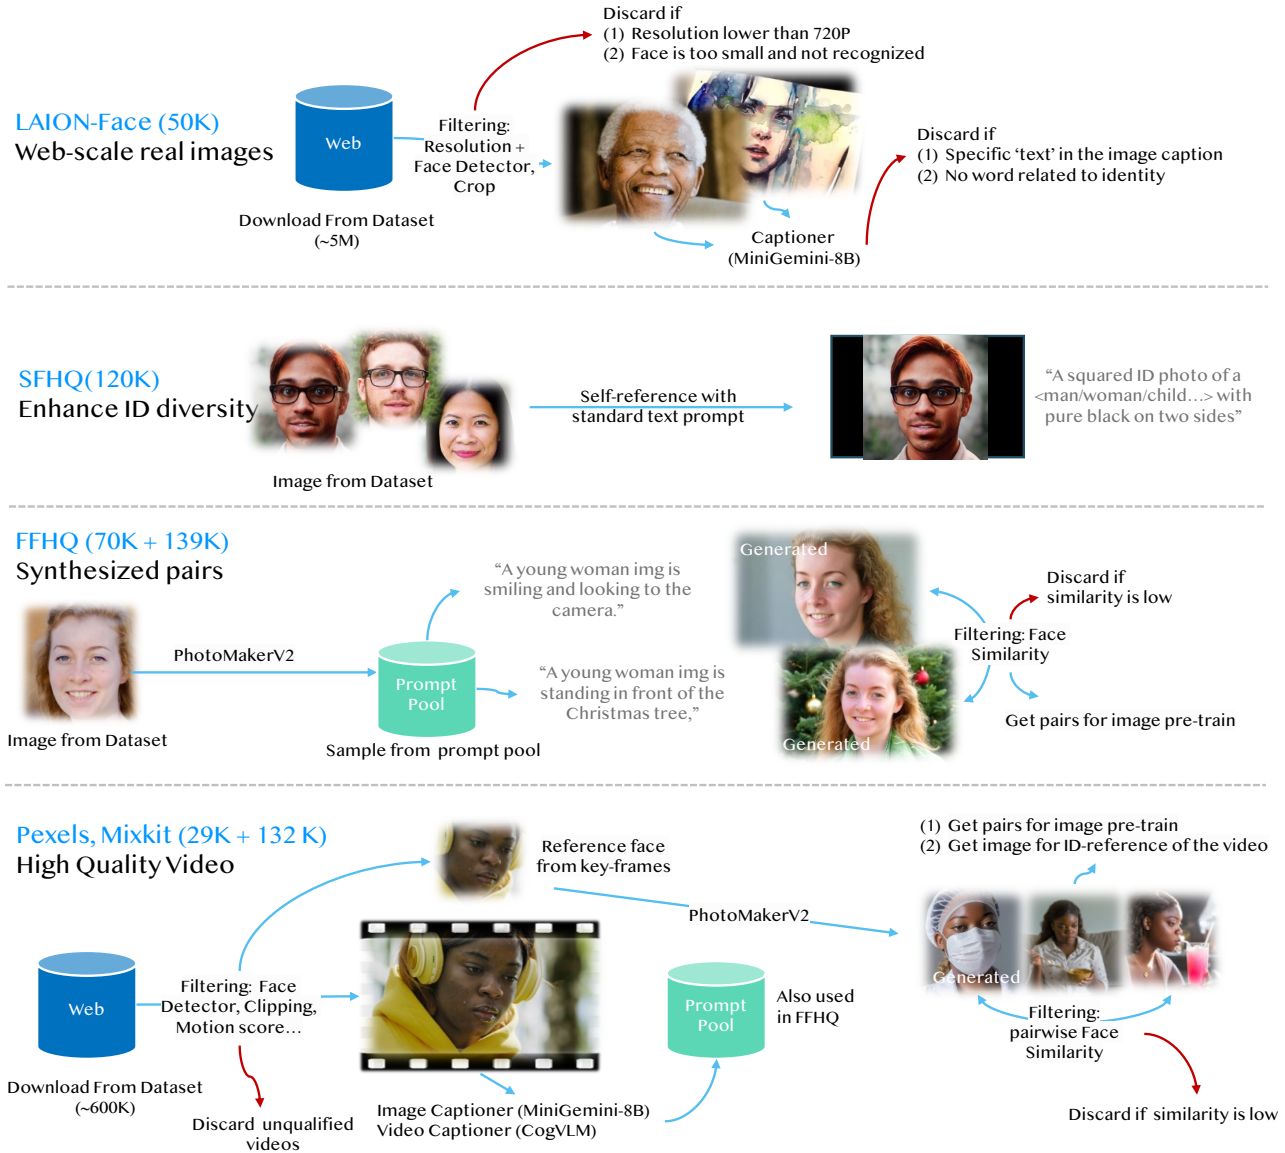 Discard if
(1) Resolution lower than 720P
(2) Face is too small and not recognized
LAION-Face (50K)
Web-scale real images
Web
Download From Dataset
(~5M)
Filtering:
Resolution +
Face Detector,
Crop
Captioner
(MiniGemini-8B)
Discard if
(1) Specific ‘text’ in the image caption
(2) No word related to identity
SFHQ(120K)
Enhance ID diversity
Image from Dataset
Self-reference with
standard text prompt
“A squared ID photo of a
<man/woman/child…> with
pure black on two sides”
FFHQ (70K + 139K)
Synthesized pairs
Image from Dataset
PhotoMakerV2
Prompt
Pool
Sample from prompt pool
“A young woman img is
smiling and looking to the
camera.”
“A young woman img is
standing in front of the
Christmas tree,”
Generated
Generated
Discard if
similarity is low
Filtering: Face
Similarity
Get pairs for image pre-train
Pexels, Mixkit (29K + 132 K)
High Quality Video
Web
Download From Dataset
(~600K)
Filtering: Face
Detector, Clipping,
Motion score…
Discard unqualified
videos
Reference face
from key-frames
Image Captioner (MiniGemini-8B)
Video Captioner (CogVLM)
PhotoMakerV2
Prompt
Pool
Also used
in FFHQ
(1) Get pairs for image pre-train
(2) Get image for ID-reference of the video
Generated
Filtering:
pairwise Face
Similarity
Discard if similarity is low